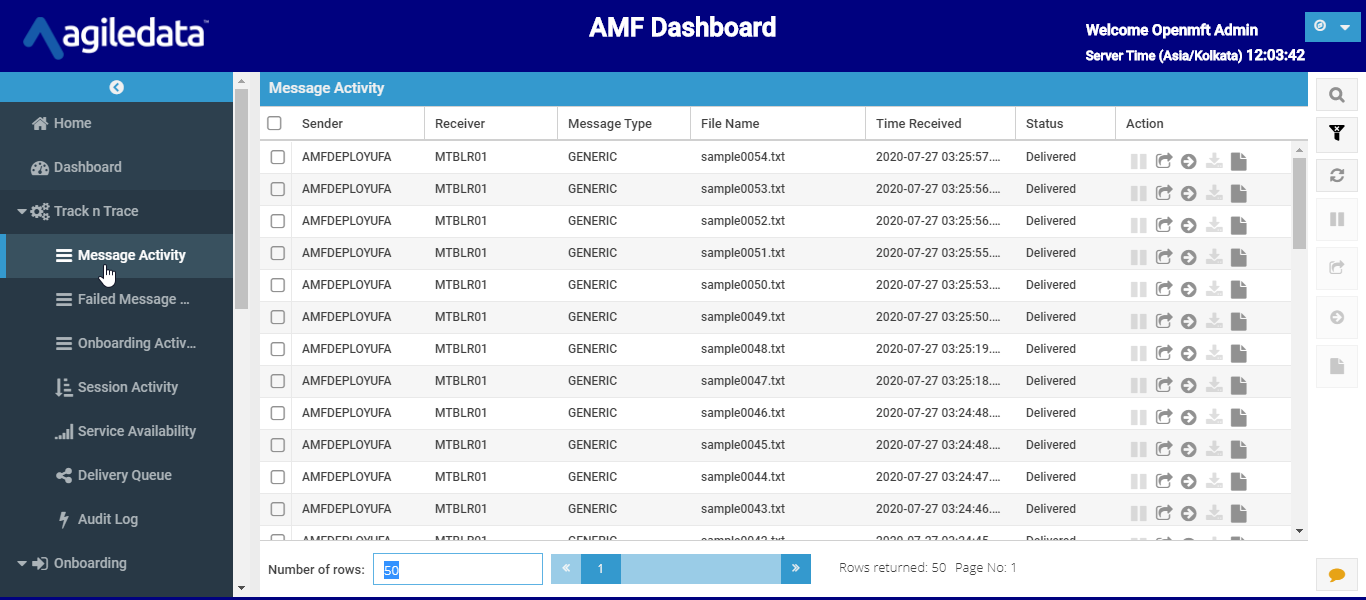 agiledata™
AMF Dashboard
Welcome Openmft Admin
Server Time (Asia/Kolkata) 12:03:42
Home
Dashboard
Track n Trace
Message Activity
Failed Message ...
Onboarding Activ...
Session Activity
Service Availability
Delivery Queue
Audit Log
Onboarding
Message Activity
Sender Receiver Message Type File Name Time Received Status Action
AMFDEPLOYUFA MTBLR01 GENERIC sample0054.txt 2020-07-27 03:25:57.... Delivered
AMFDEPLOYUFA MTBLR01 GENERIC sample0053.txt 2020-07-27 03:25:56.... Delivered
AMFDEPLOYUFA MTBLR01 GENERIC sample0052.txt 2020-07-27 03:25:56.... Delivered
AMFDEPLOYUFA MTBLR01 GENERIC sample0051.txt 2020-07-27 03:25:55.... Delivered
AMFDEPLOYUFA MTBLR01 GENERIC sample0050.txt 2020-07-27 03:25:53.... Delivered
AMFDEPLOYUFA MTBLR01 GENERIC sample0049.txt 2020-07-27 03:25:50.... Delivered
AMFDEPLOYUFA MTBLR01 GENERIC sample0048.txt 2020-07-27 03:25:19.... Delivered
AMFDEPLOYUFA MTBLR01 GENERIC sample0047.txt 2020-07-27 03:25:18.... Delivered
AMFDEPLOYUFA MTBLR01 GENERIC sample0046.txt 2020-07-27 03:24:48.... Delivered
AMFDEPLOYUFA MTBLR01 GENERIC sample0045.txt 2020-07-27 03:24:48.... Delivered
AMFDEPLOYUFA MTBLR01 GENERIC sample0044.txt 2020-07-27 03:24:47.... Delivered
AMFDEPLOYUFA MTBLR01 GENERIC sample0043.txt 2020-07-27 03:24:46.... Delivered
Number of rows: 50 « 1 » Rows returned: 50 Page No: 1